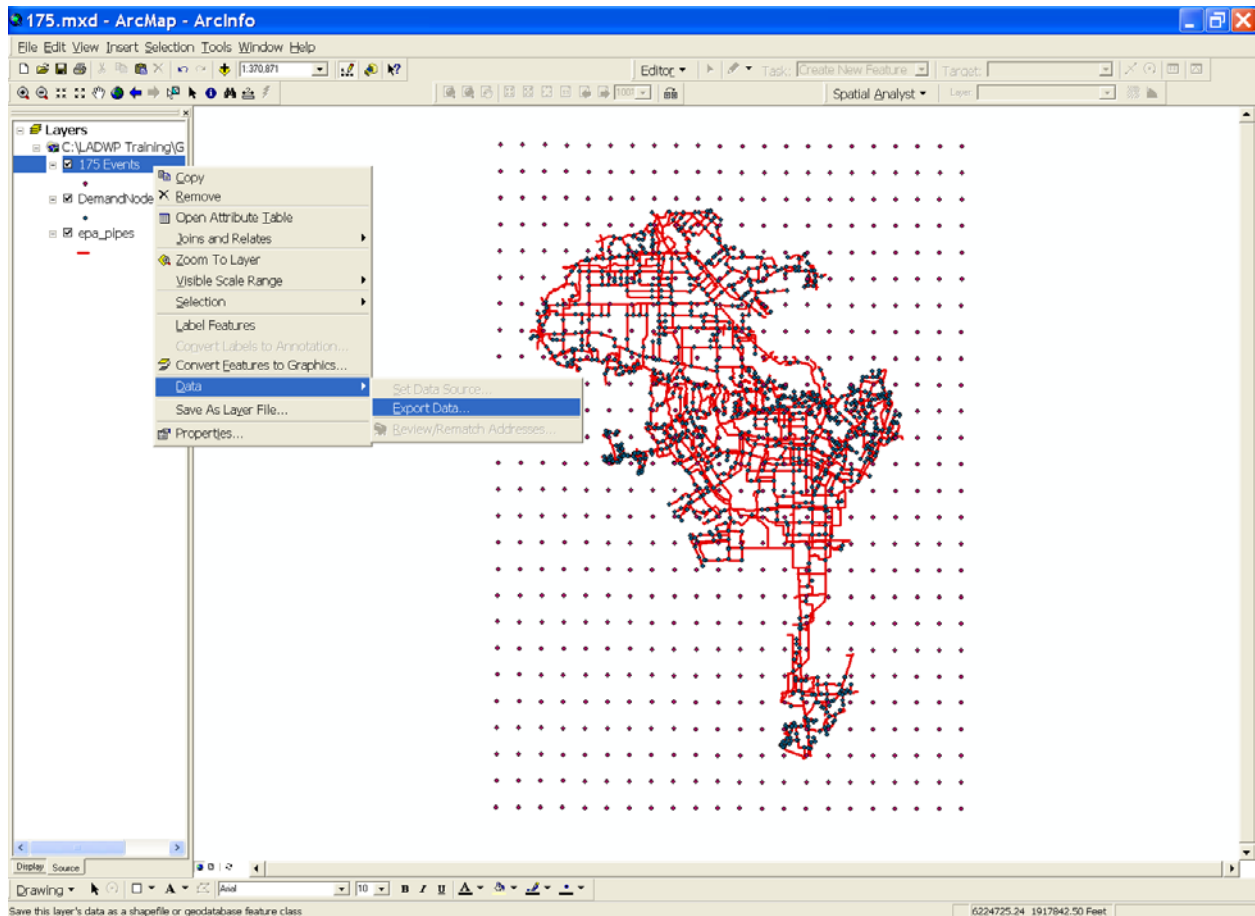 175.mxd - ArcMap - ArcInfo
File Edit View Insert Selection Tools Window Help
1:370,871
Editor
Task: Create New Feature
Target:
100%
Spatial Analyst
Layer:
Layers
C:\LADWP Training\G
175 Events
DemandNode
epa_pipes
Copy
Remove
Open Attribute Table
Joins and Relates
Zoom To Layer
Visible Scale Range
Selection
Label Features
Convert Labels to Annotation...
Convert Features to Graphics...
Data
Save As Layer File...
Properties...
Set Data Source...
Export Data...
Review/Rematch Addresses...
Display
Source
Drawing
A
Arial
10
B I U A
Save this layer's data as a shapefile or geodatabase feature class
6224725.24 1917842.50 Feet